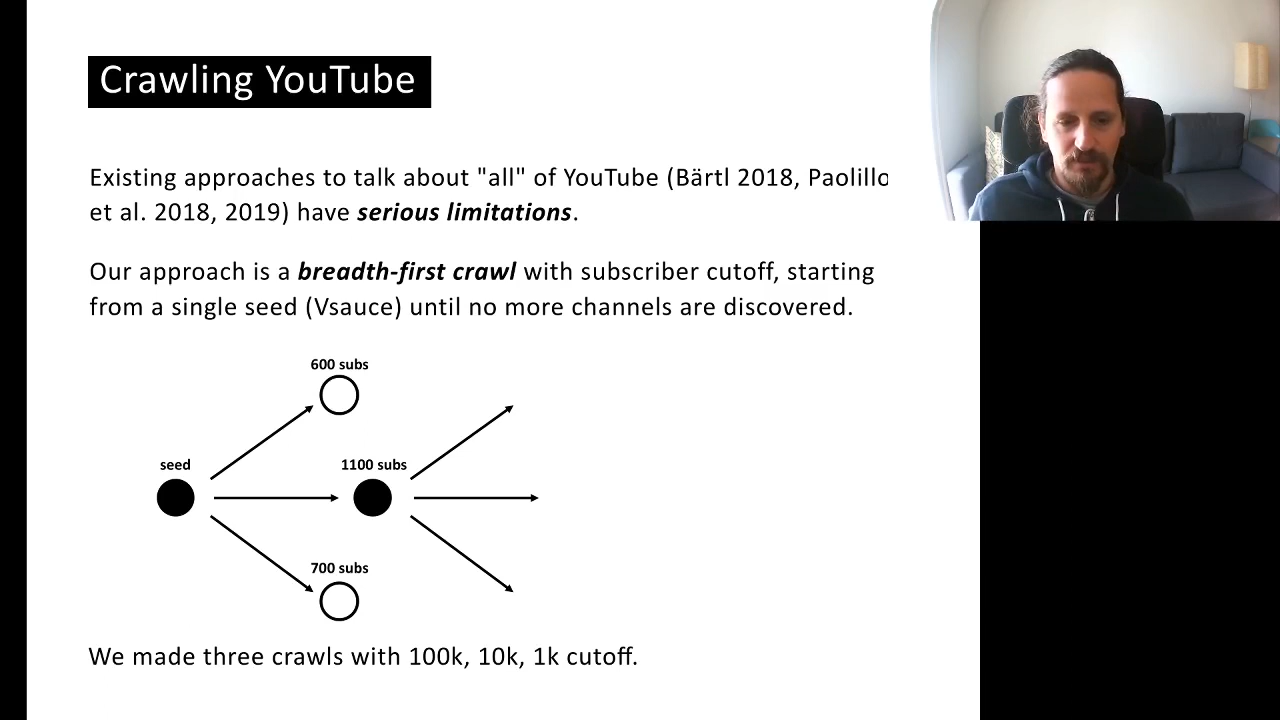 Crawling YouTube
Existing approaches to talk about "all" of YouTube (Bärtl 2018, Paolillo
et al. 2018, 2019) have serious limitations.
Our approach is a breadth-first crawl with subscriber cutoff, starting
from a single seed (Vsauce) until no more channels are discovered.
600 subs
seed
1100 subs
700 subs
We made three crawls with 100k, 10k, 1k cutoff.